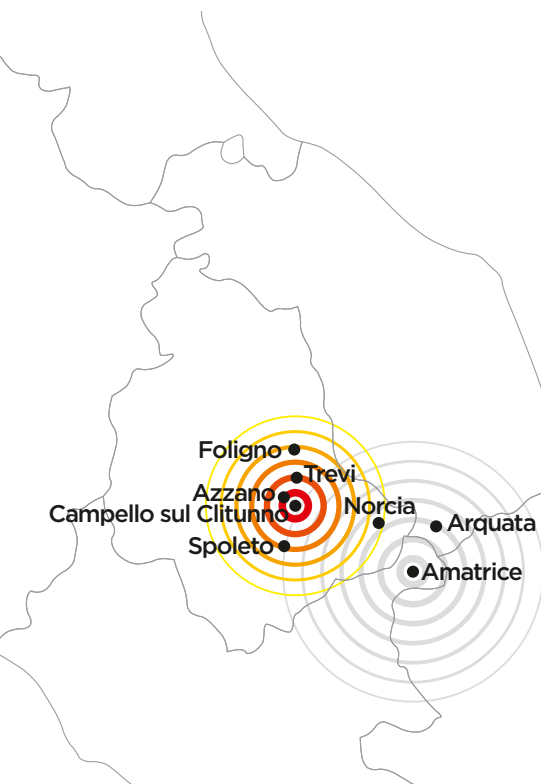 Foligno
Trevi
Azzano
Norcia
Campello sul Clitunno
Arquata
Spoleto
Amatrice